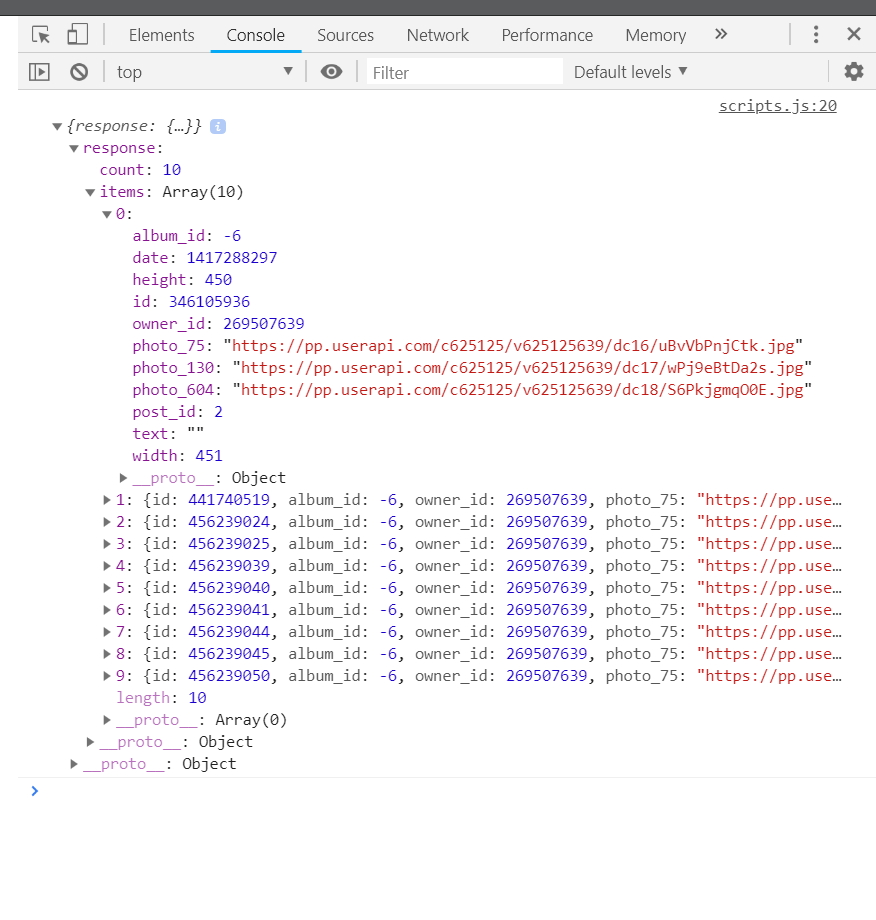 Elements Console Sources Network Performance Memory »
top Filter Default levels
scripts.js:20
{response: {…}} i
response:
count: 10
items: Array(10)
0:
album_id: -6
date: 1417288297
height: 450
id: 346105936
owner_id: 269507639
photo_75: "https://pp.userapi.com/c625125/v625125639/dc16/uBvVbPnjCtk.jpg"
photo_130: "https://pp.userapi.com/c625125/v625125639/dc17/wPj9eBtDa2s.jpg"
photo_604: "https://pp.userapi.com/c625125/v625125639/dc18/S6PkjgmqO0E.jpg"
post_id: 2
text: ""
width: 451
__proto__: Object
1: {id: 441740519, album_id: -6, owner_id: 269507639, photo_75: "https://pp.use…
2: {id: 456239024, album_id: -6, owner_id: 269507639, photo_75: "https://pp.use…
3: {id: 456239025, album_id: -6, owner_id: 269507639, photo_75: "https://pp.use…
4: {id: 456239039, album_id: -6, owner_id: 269507639, photo_75: "https://pp.use…
5: {id: 456239040, album_id: -6, owner_id: 269507639, photo_75: "https://pp.use…
6: {id: 456239041, album_id: -6, owner_id: 269507639, photo_75: "https://pp.use…
7: {id: 456239044, album_id: -6, owner_id: 269507639, photo_75: "https://pp.use…
8: {id: 456239045, album_id: -6, owner_id: 269507639, photo_75: "https://pp.use…
9: {id: 456239050, album_id: -6, owner_id: 269507639, photo_75: "https://pp.use…
length: 10
__proto__: Array(0)
__proto__: Object
__proto__: Object